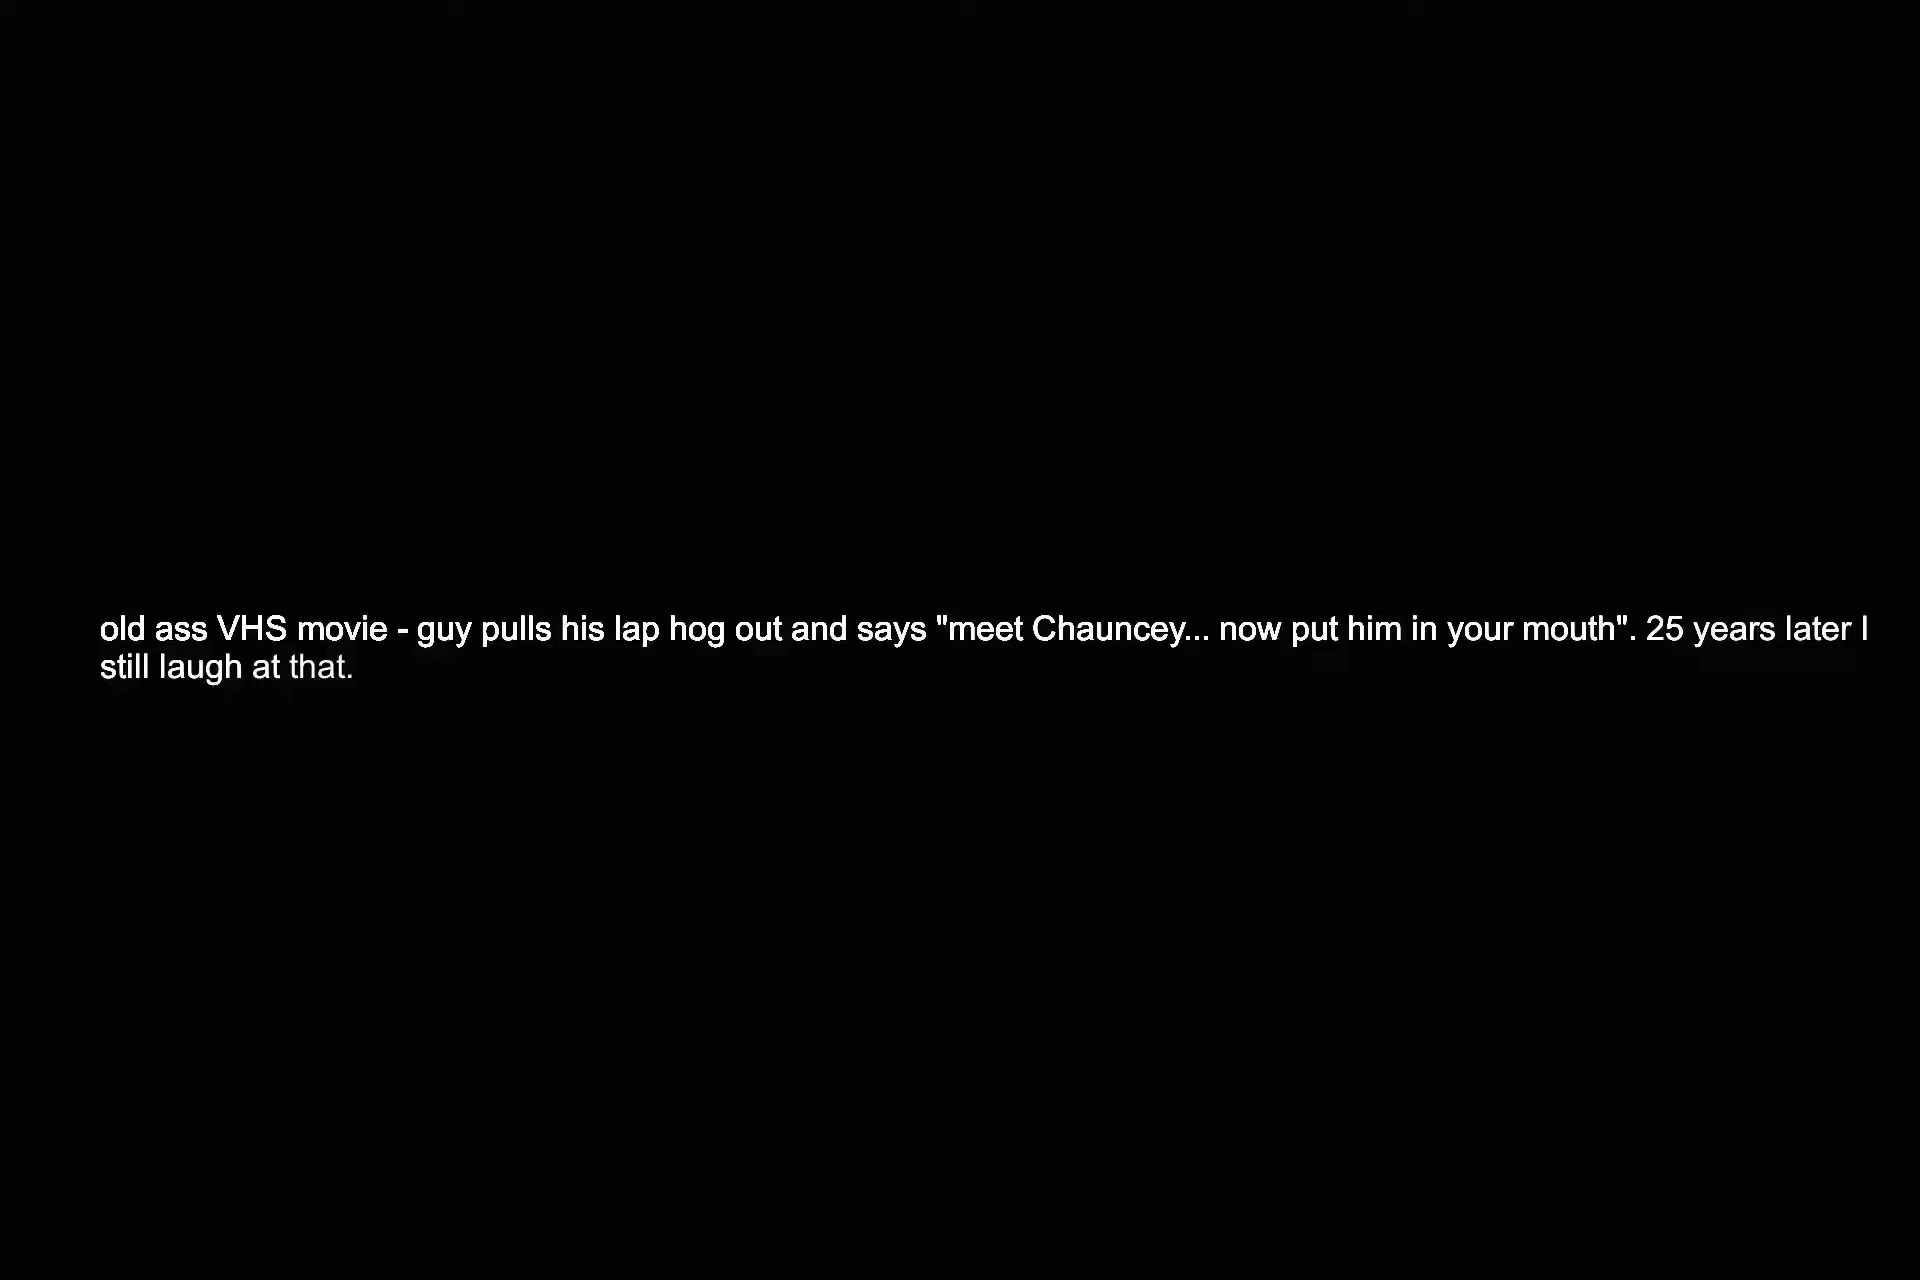 old ass VHS movie - guy pulls his lap hog out and says "meet Chauncey... now put him in your mouth". 25 years later I
still laugh at that.